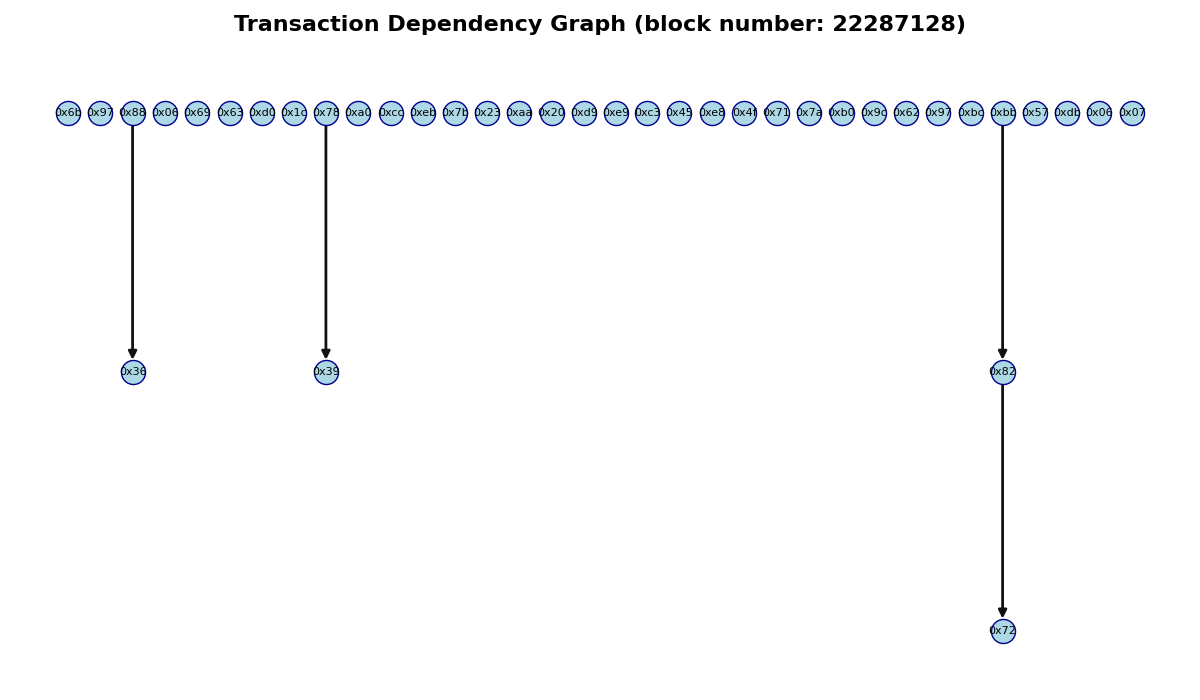 Transaction Dependency Graph (block number: 22287128)
0x6b 0x97 0x88 0x06 0x69 0x63 0xd0 0x1c 0x78 0xa0 0xcc 0xeb 0x7b 0x23 0xaa 0x20 0xd9 0xe9 0xc3 0x45 0xe8 0x4f 0x71 0x7a 0xb0 0x9c 0x62 0x97 0xbc 0xbb 0x57 0xdb 0x06 0x07
0x36 0x39 0x82
0x72